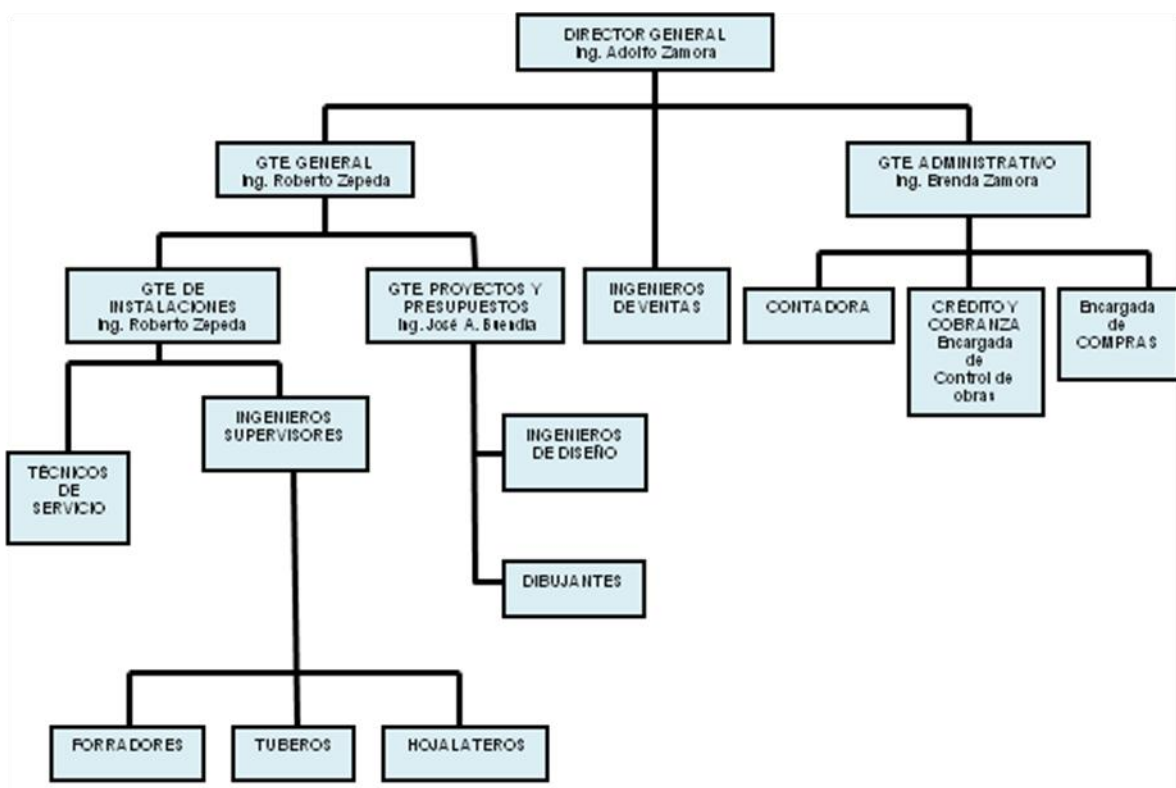 DIRECTOR GENERAL
Ing. Adolfo Zamora
GTE. GENERAL
Ing. Roberto Zepeda
GTE. ADMINISTRATIVO
Ing. Brenda Zamora
GTE. DE
INSTALACIONES
Ing. Roberto Zepeda
GTE. PROYECTOS Y
PRESUPUESTOS
Ing. José A. Buendia
INGENIEROS
DE VENTAS
CONTADORA
CRÉDITO Y
COBRANZA
Encargada
de
Control de
obras
Encargada
de
COMPRAS
TÉCNICOS
DE
SERVICIO
INGENIEROS
SUPERVISORES
INGENIEROS
DE DISEÑO
DIBUJANTES
FORRADORES
TUBEROS
HOJALATEROS